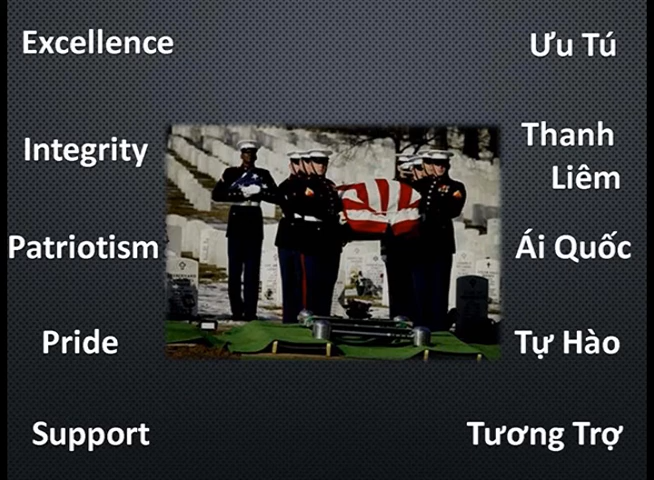 Excellence
Ưu Tú
Integrity
Thanh
Liêm
Patriotism
Ái Quốc
Pride
Tự Hào
Support
Tương Trợ